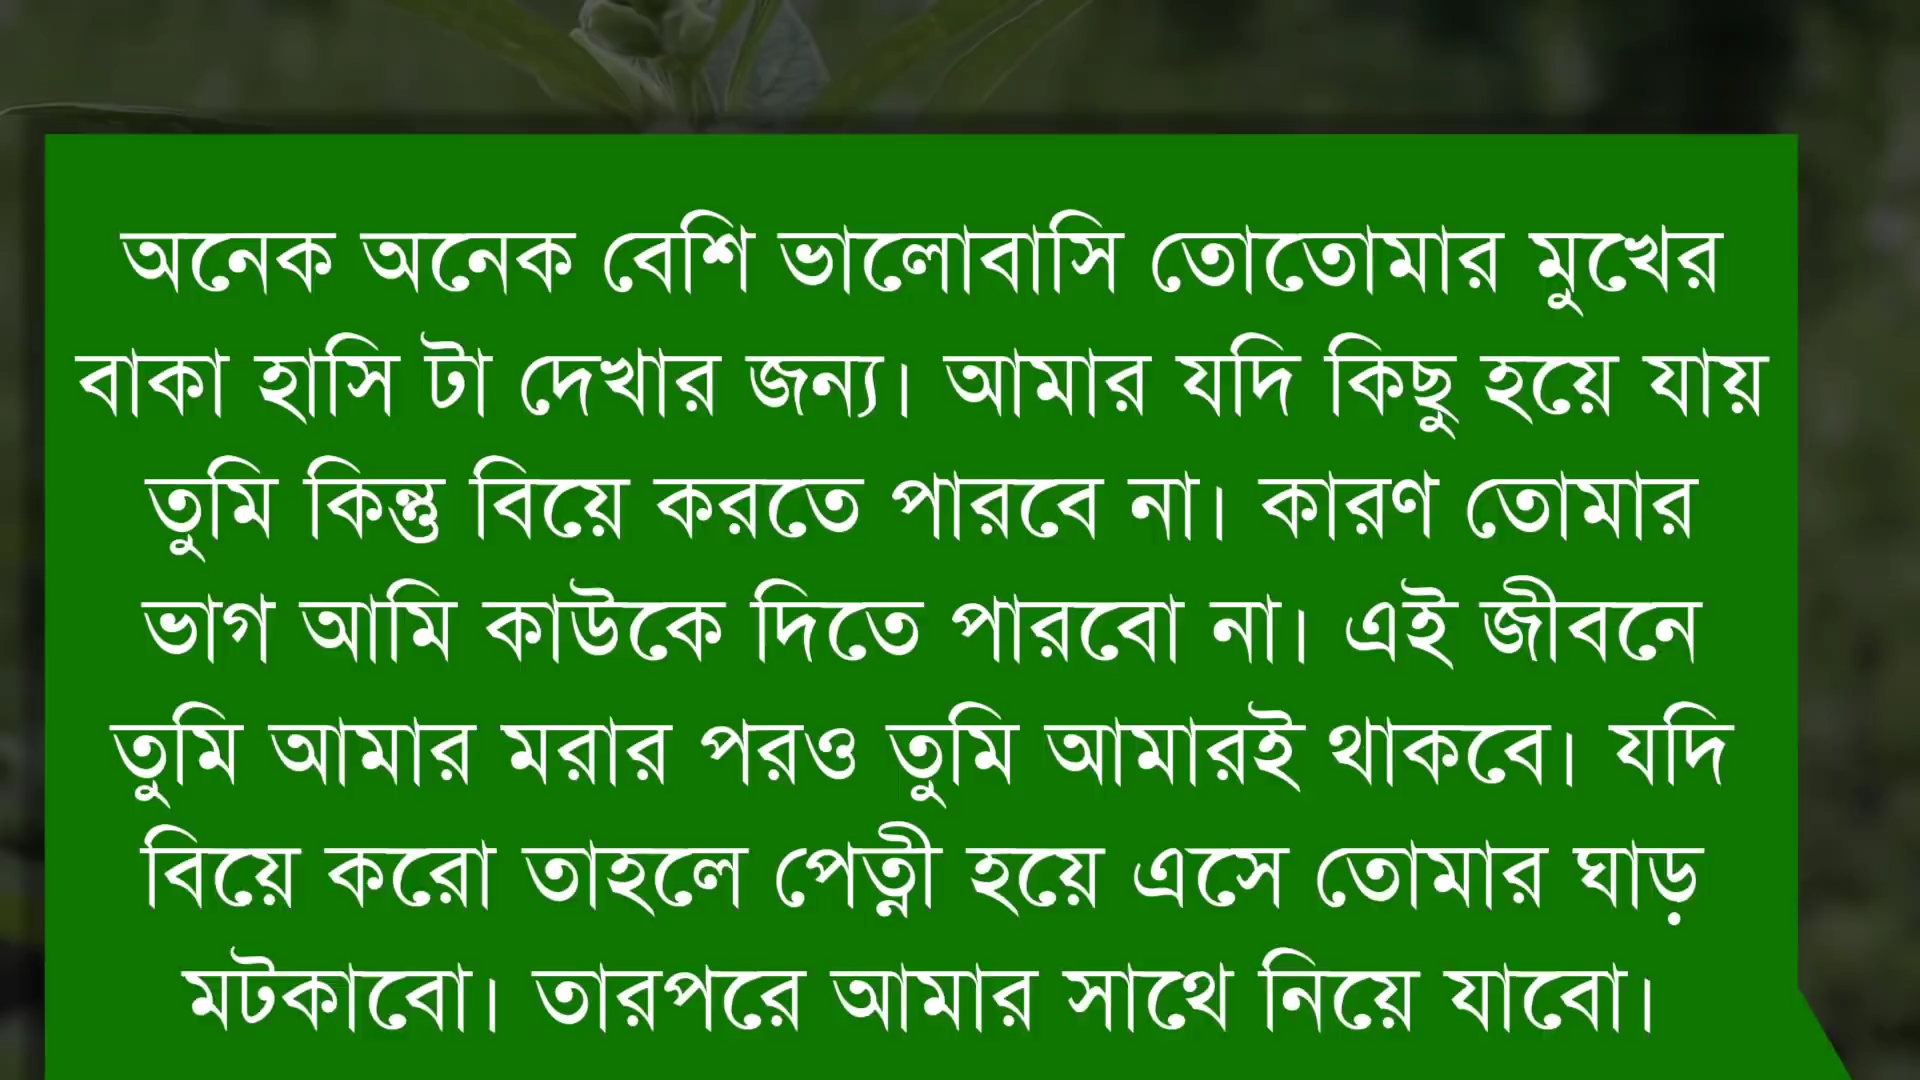 অনেক অনেক বেশি ভালোবাসি তোতোমার মুখের
বাকা হাসি টা দেখার জন্য। আমার যদি কিছু হয়ে যায়
তুমি কিন্তু বিয়ে করতে পারবে না। কারণ তোমার
ভাগ আমি কাউকে দিতে পারবো না। এই জীবনে
তুমি আমার মরার পরও তুমি আমারই থাকবে। যদি
বিয়ে করো তাহলে পেত্নী হয়ে এসে তোমার ঘাড়
মটকাবো। তারপরে আমার সাথে নিয়ে যাবো।